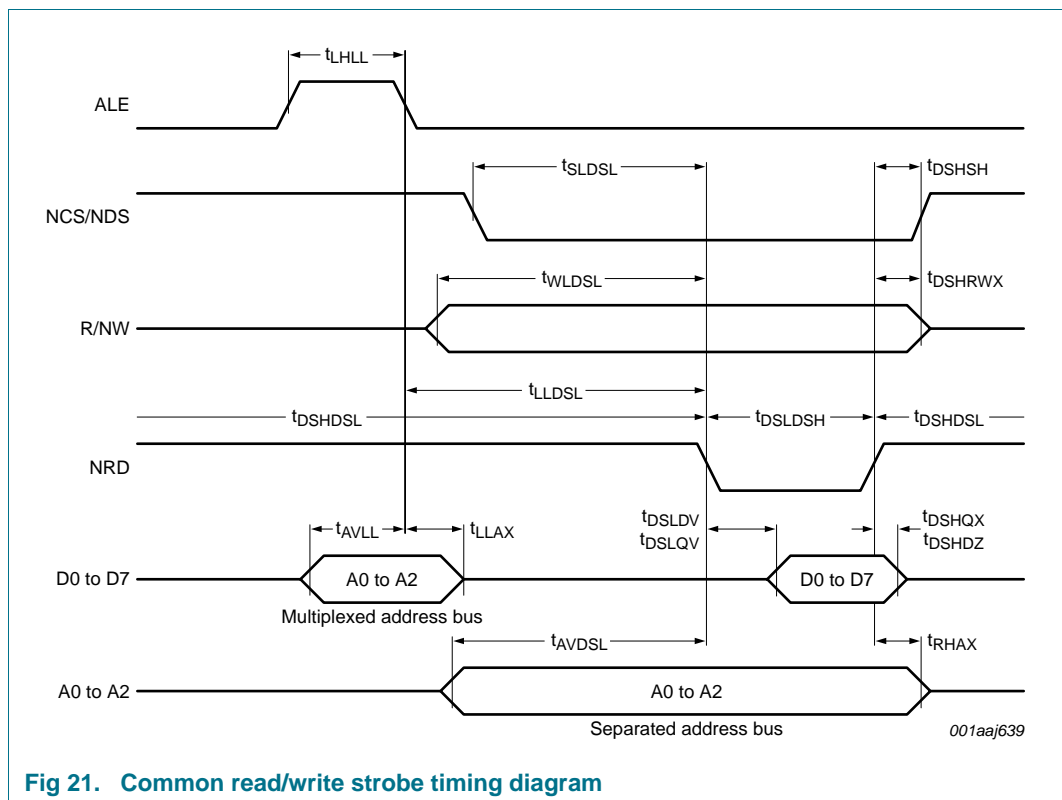 tLHLL
ALE
tSLDSL
tDSHSH
NCS/NDS
tWLDSL
tDSHRWX
R/NW
tLLDSL
tDSHDSL
tDSLDSH
tDSHDSL
NRD
tAVLL
tLLAX
tDSLDV
tDSLQV
tDSHQX
tDSHDZ
D0 to D7
A0 to A2
D0 to D7
Multiplexed address bus
tAVDSL
tRHAX
A0 to A2
A0 to A2
Separated address bus
001aaj639
Fig 21. Common read/write strobe timing diagram